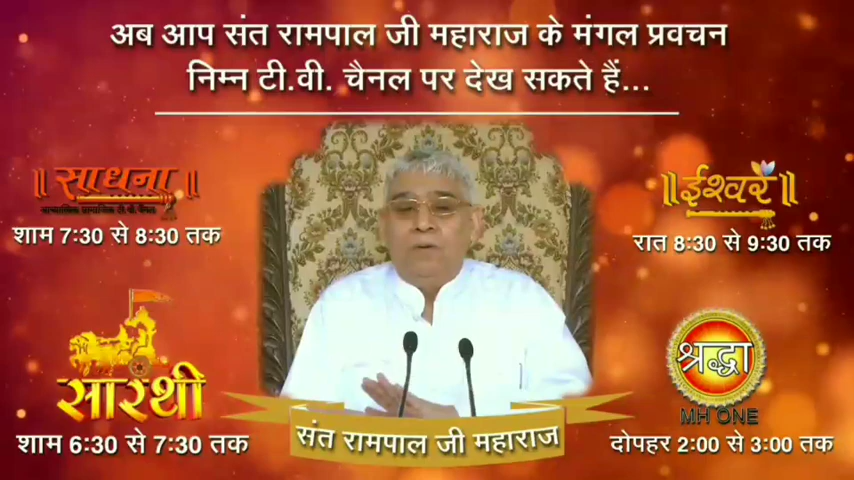 अब आप संत रामपाल जी महाराज के मंगल प्रवचन
निम्न टी.वी. चैनल पर देख सकते हैं...
॥साधना॥
शाम 7:30 से 8:30 तक
॥ईश्वर॥
रात 8:30 से 9:30 तक
सारथी
शाम 6:30 से 7:30 तक
श्रद्धा
MH ONE
दोपहर 2:00 से 3:00 तक
संत रामपाल जी महाराज